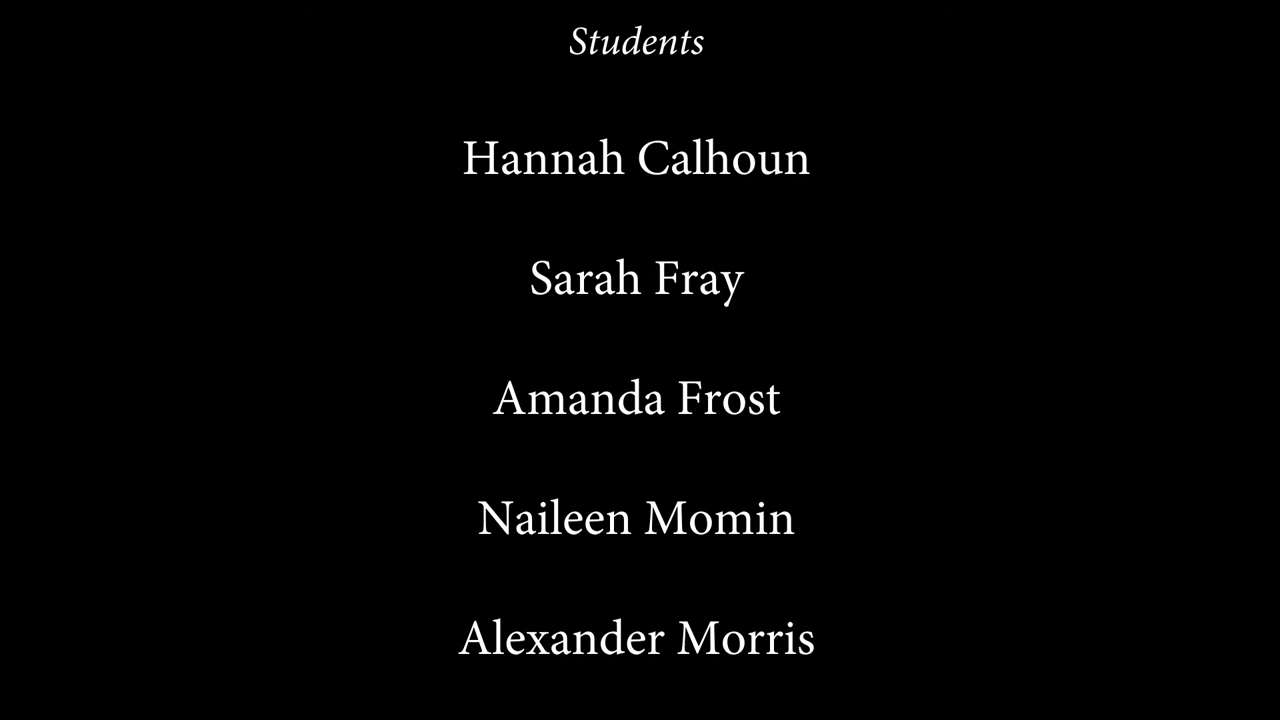 Students
Hannah Calhoun
Sarah Fray
Amanda Frost
Naileen Momin
Alexander Morris